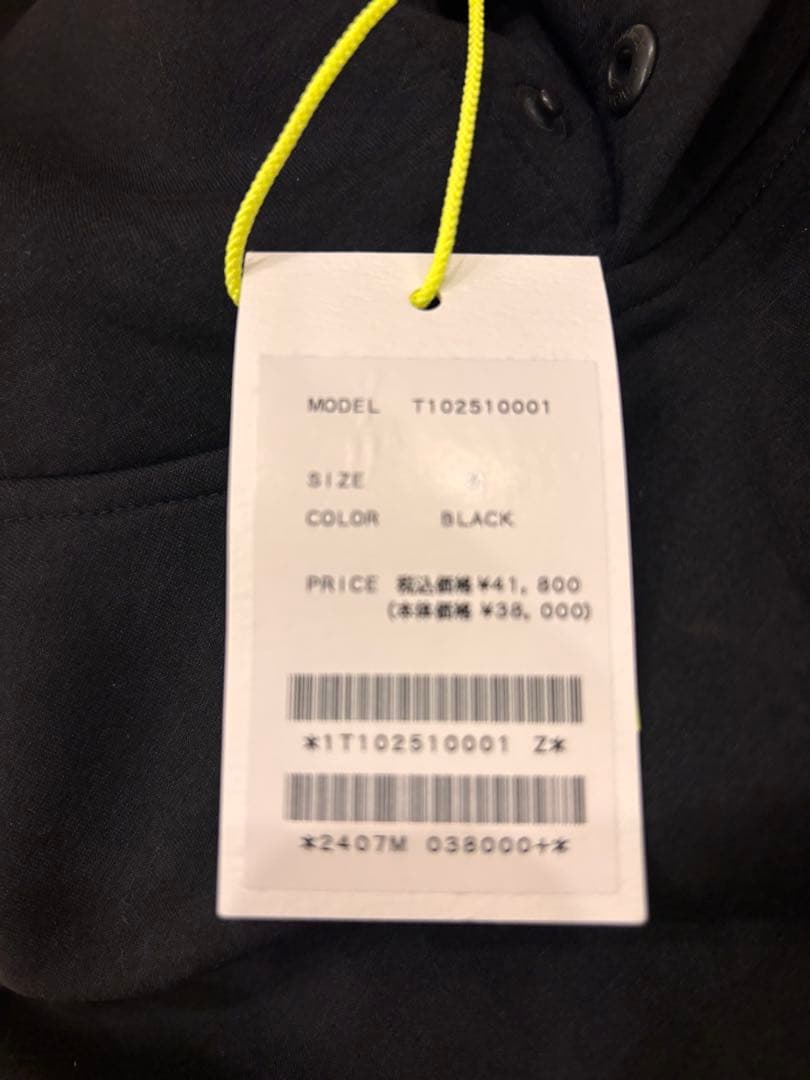 MODEL T102510001
SIZE
COLOR BLACK
PRICE 税込価格 ¥41,800
(本体価格 ¥38,000)
*1T102510001 Z*
*2407M 038000+*